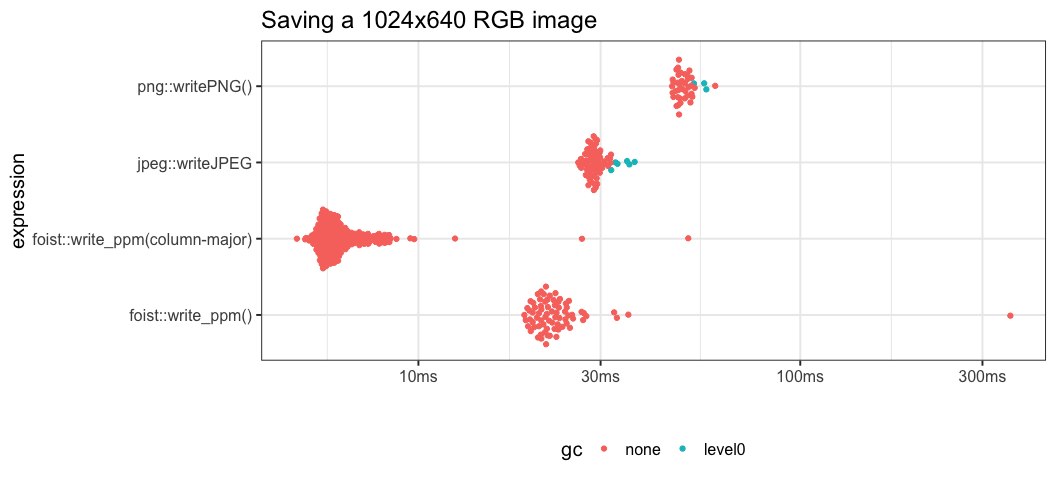 Saving a 1024x640 RGB image
expression
png::writePNG()
jpeg::writeJPEG
foist::write_ppm(column-major)
foist::write_ppm()
10ms 30ms 100ms 300ms
gc none level0